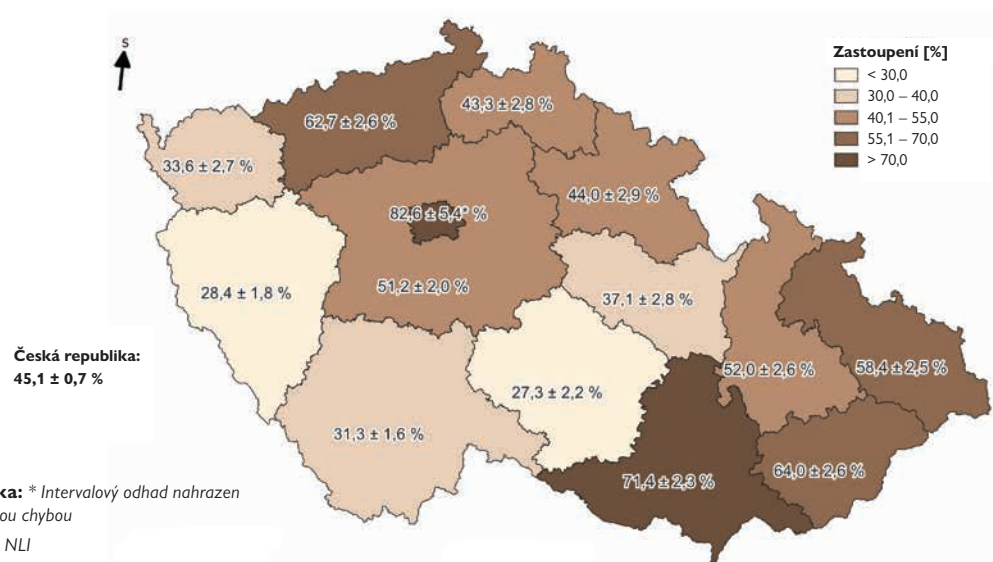 S
Zastoupení [%]
< 30,0
30,0 – 40,0
40,1 – 55,0
55,1 – 70,0
> 70,0
62,7 ± 2,6 %
43,3 ± 2,8 %
33,6 ± 2,7 %
44,0 ± 2,9 %
82,6 ± 5,4* %
28,4 ± 1,8 %
51,2 ± 2,0 %
37,1 ± 2,8 %
Česká republika:
45,1 ± 0,7 %
52,0 ± 2,6 %
58,4 ± 2,5 %
27,3 ± 2,2 %
31,3 ± 1,6 %
71,4 ± 2,3 %
64,0 ± 2,6 %
ka: * Intervalový odhad nahrazen
ou chybou
NLI